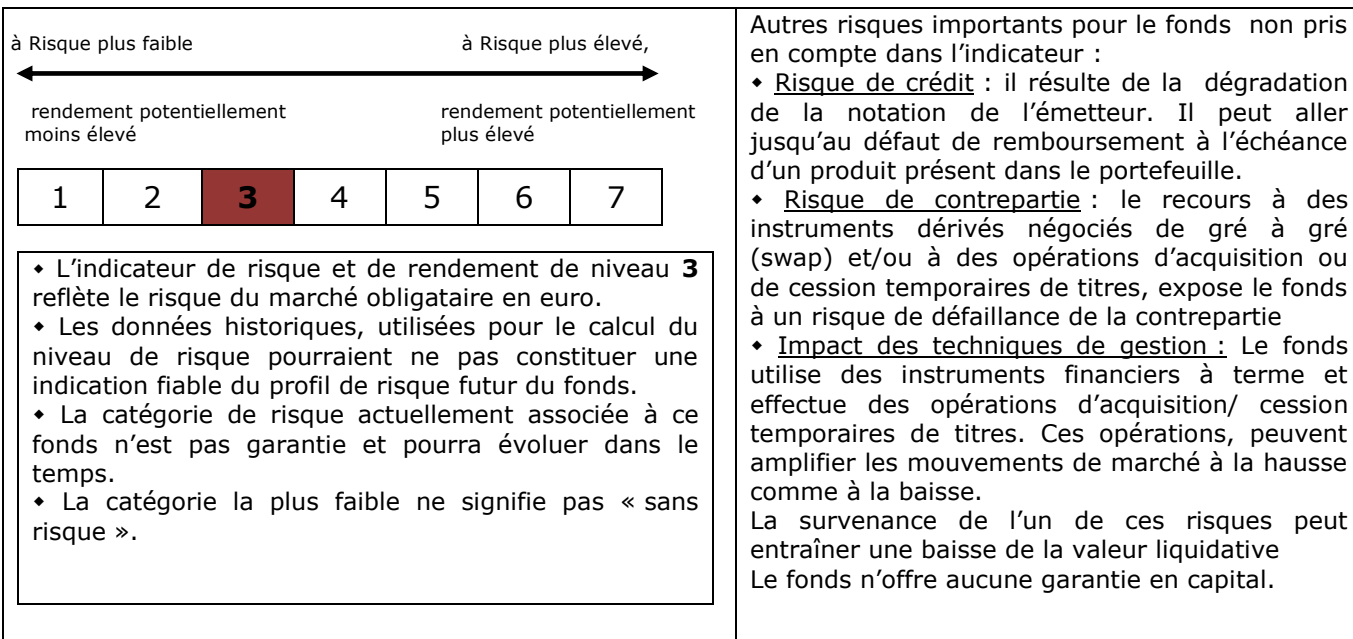 à Risque plus faible
à Risque plus élevé,
rendement potentiellement
moins élevé
rendement potentiellement
plus élevé
1 2 3 4 5 6 7
◆ L’indicateur de risque et de rendement de niveau 3
reflète le risque du marché obligataire en euro.
◆ Les données historiques, utilisées pour le calcul du
niveau de risque pourraient ne pas constituer une
indication fiable du profil de risque futur du fonds.
◆ La catégorie de risque actuellement associée à ce
fonds n’est pas garantie et pourra évoluer dans le
temps.
◆ La catégorie la plus faible ne signifie pas « sans
risque ».
Autres risques importants pour le fonds non pris
en compte dans l’indicateur :
◆ Risque de crédit : il résulte de la dégradation
de la notation de l’émetteur. Il peut aller
jusqu’au défaut de remboursement à l’échéance
d’un produit présent dans le portefeuille.
◆ Risque de contrepartie : le recours à des
instruments dérivés négociés de gré à gré
(swap) et/ou à des opérations d’acquisition ou
de cession temporaires de titres, expose le fonds
à un risque de défaillance de la contrepartie
◆ Impact des techniques de gestion : Le fonds
utilise des instruments financiers à terme et
effectue des opérations d’acquisition/ cession
temporaires de titres. Ces opérations, peuvent
amplifier les mouvements de marché à la hausse
comme à la baisse.
La survenance de l’un de ces risques peut
entraîner une baisse de la valeur liquidative
Le fonds n’offre aucune garantie en capital.